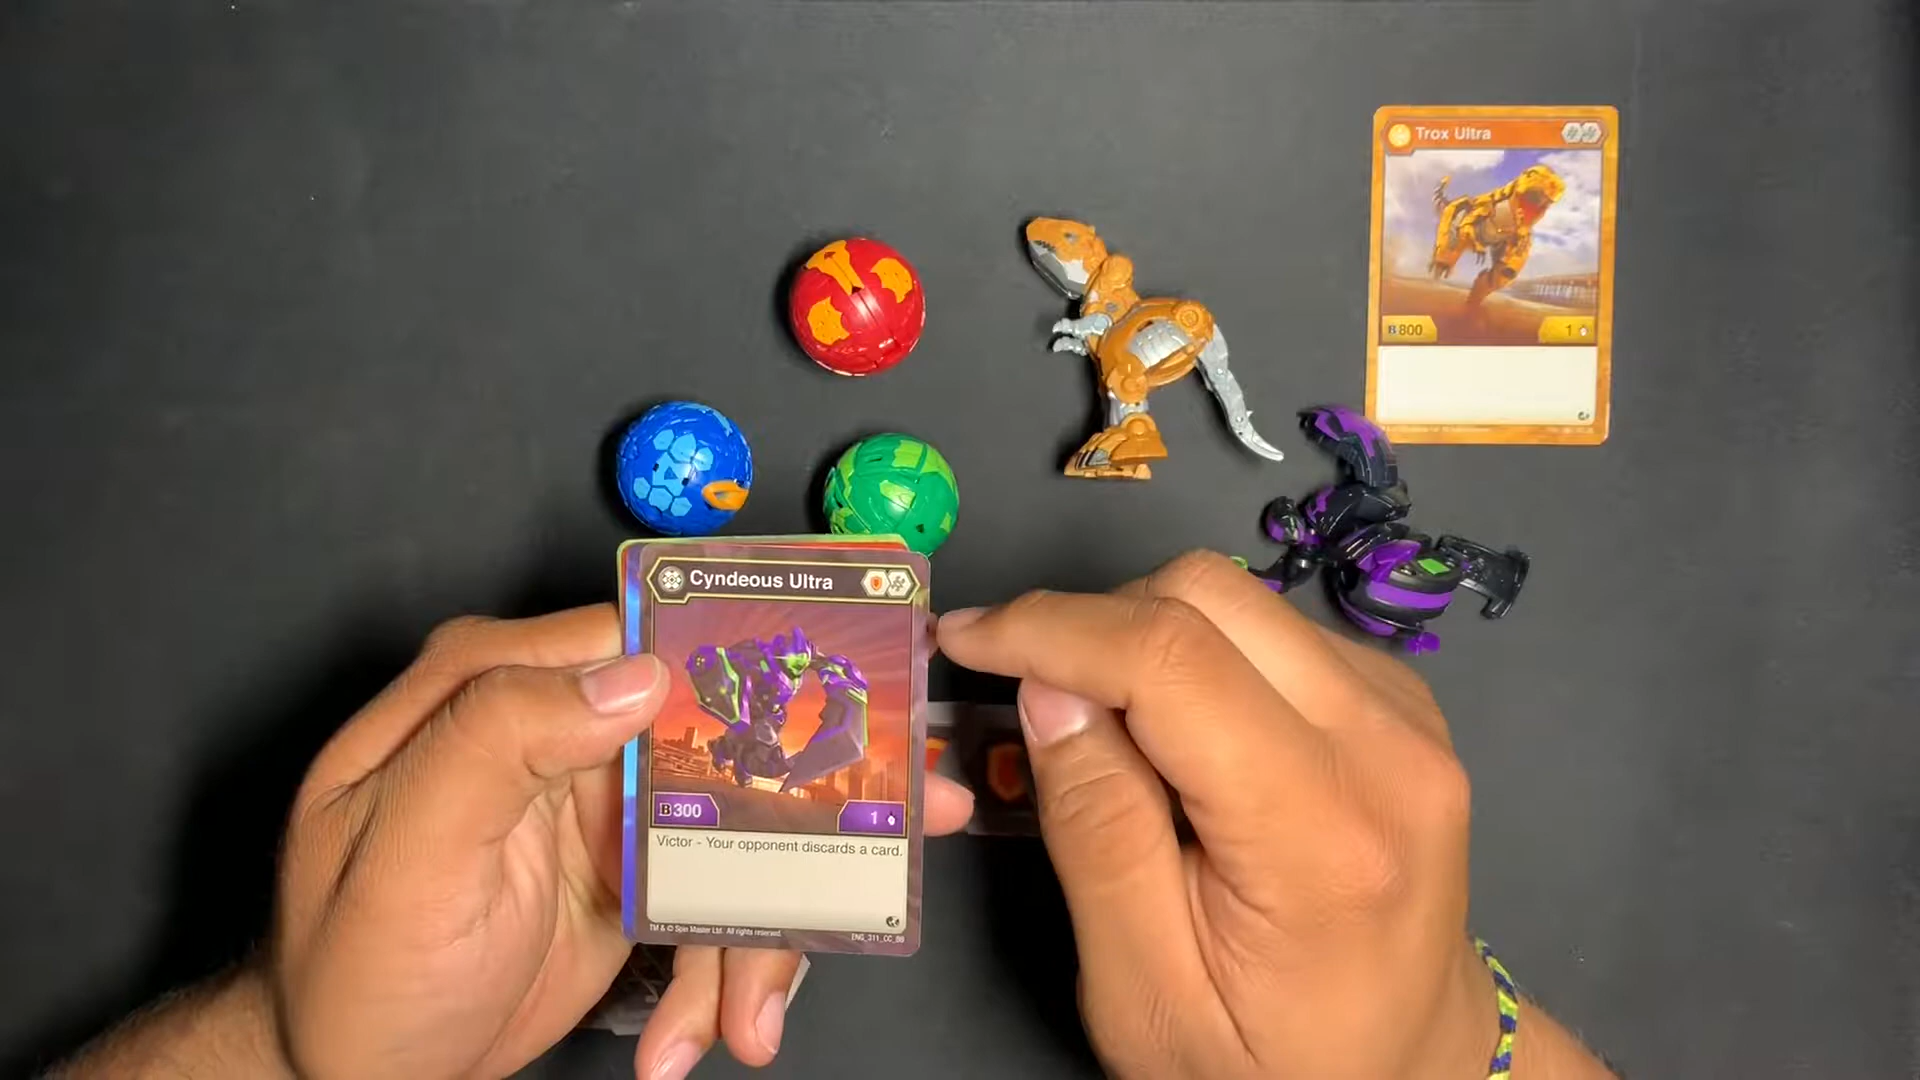 Trox Ultra
B800
1
Cyndeous Ultra
B300
1
Victor - Your opponent discards a card.
TM & © Spin Master Ltd. All rights reserved.
ENG_311_CC_BB